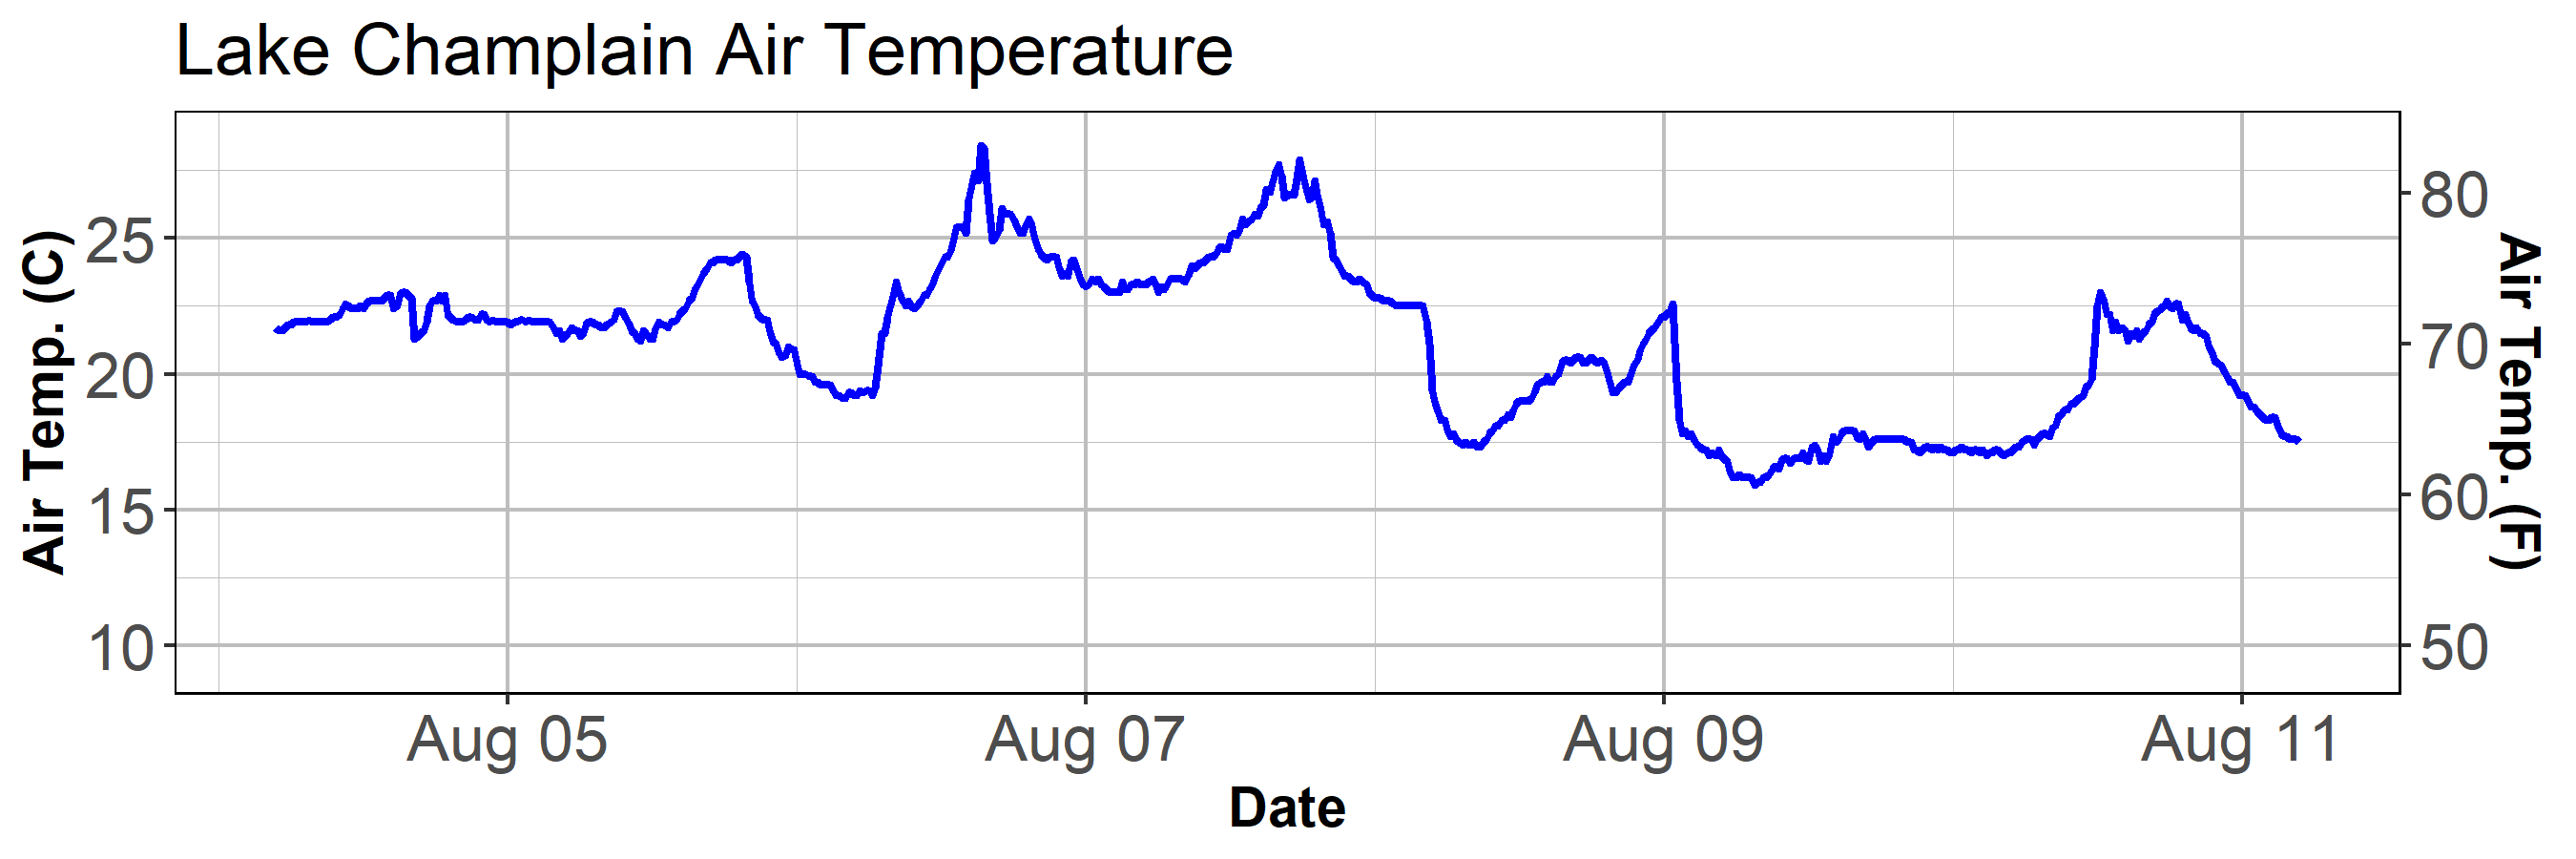 Lake Champlain Air Temperature
Air Temp. (C)
25
20
15
10
80
70
60
50
Air Temp. (F)
Aug 05
Aug 07
Aug 09
Aug 11
Date